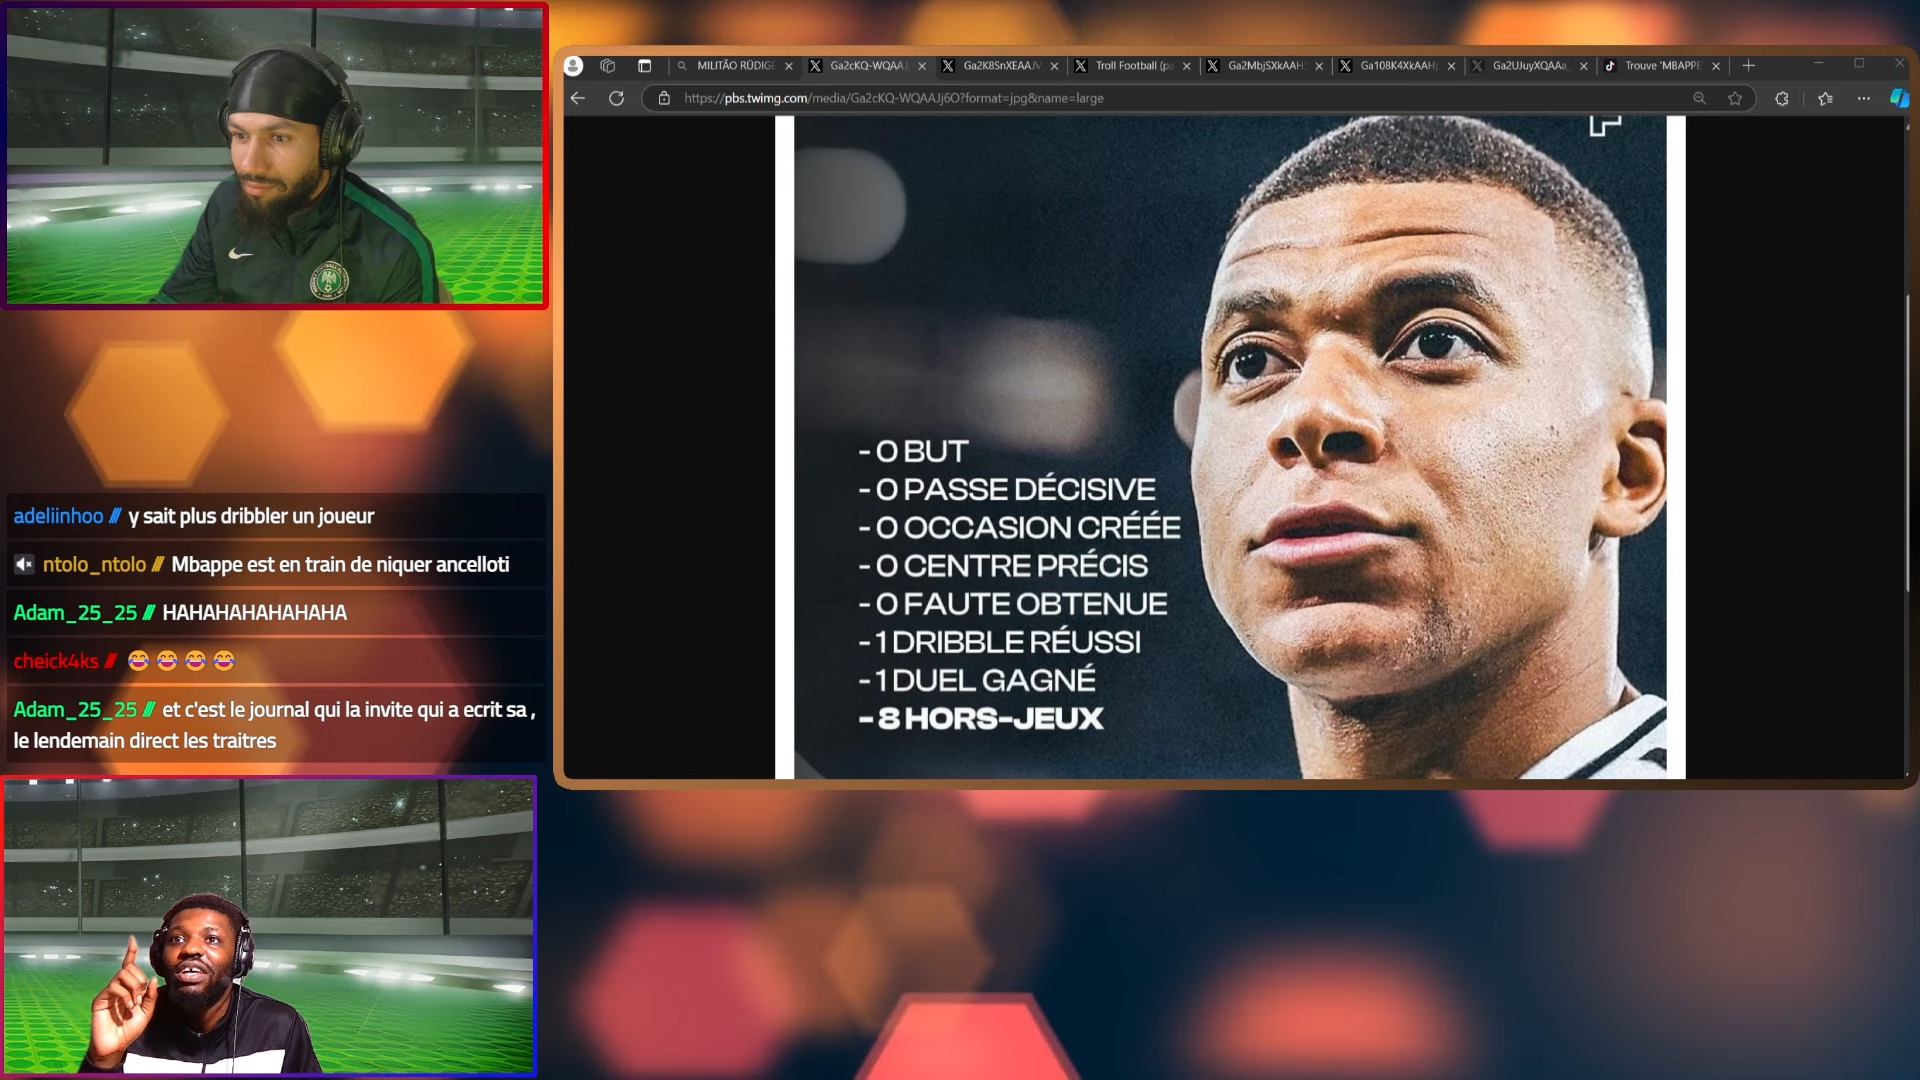 MILITÃO RÜDIGE
Ga2cKQ-WQAAJ
Ga2K8SnXEAAJV
Troll Football (pa
Ga2MbjSXkAAH
Ga108K4XkAAH
Ga2UJuyXQAAa
Trouve 'MBAPPE
https://pbs.twimg.com/media/Ga2cKQ-WQAAJj6O?format=jpg&name=large
- 0 BUT
- 0 PASSE DÉCISIVE
- 0 OCCASION CRÉÉE
- 0 CENTRE PRÉCIS
- 0 FAUTE OBTENUE
- 1 DRIBBLE RÉUSSI
- 1 DUEL GAGNÉ
- 8 HORS-JEUX
adeliinhoo /// y sait plus dribbler un joueur
ntolo_ntolo /// Mbappe est en train de niquer ancelloti
Adam_25_25 /// HAHAHAHAHAHAHA
cheick4ks /// 😂 😂 😂 😂
Adam_25_25 /// et c'est le journal qui la invite qui a ecrit sa ,
le lendemain direct les traitres